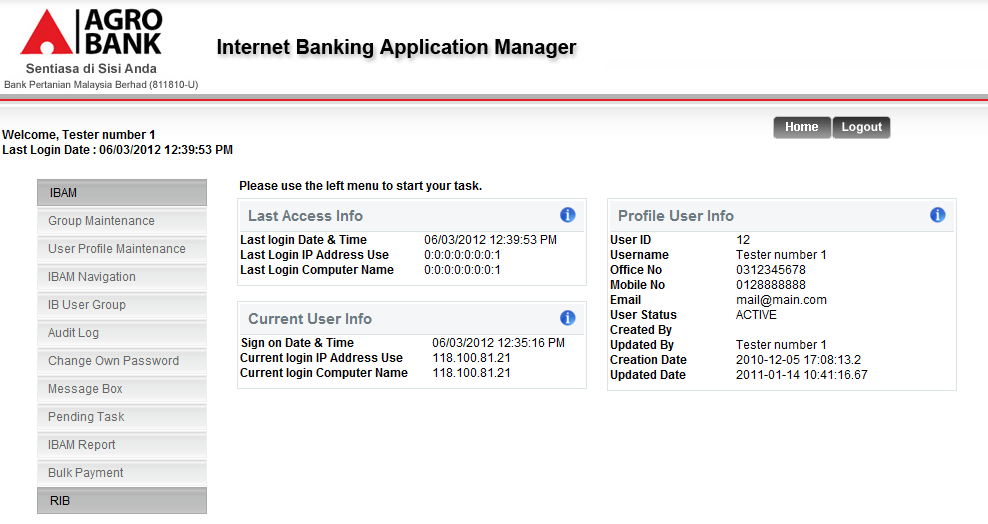 AGRO
BANK
Sentiasa di Sisi Anda
Bank Pertanian Malaysia Berhad (811810-U)
Internet Banking Application Manager
Welcome, Tester number 1
Last Login Date : 06/03/2012 12:39:53 PM
Home
Logout
IBAM
Group Maintenance
User Profile Maintenance
IBAM Navigation
IB User Group
Audit Log
Change Own Password
Message Box
Pending Task
IBAM Report
Bulk Payment
RIB
Please use the left menu to start your task.
Last Access Info
Last login Date & Time 06/03/2012 12:39:53 PM
Last Login IP Address Use 0:0:0:0:0:0:0:1
Last Login Computer Name 0:0:0:0:0:0:0:1
Current User Info
Sign on Date & Time 06/03/2012 12:35:16 PM
Current login IP Address Use 118.100.81.21
Current login Computer Name 118.100.81.21
Profile User Info
User ID 12
Username Tester number 1
Office No 0312345678
Mobile No 0128888888
Email mail@main.com
User Status ACTIVE
Created By
Updated By Tester number 1
Creation Date 2010-12-05 17:08:13.2
Updated Date 2011-01-14 10:41:16.67